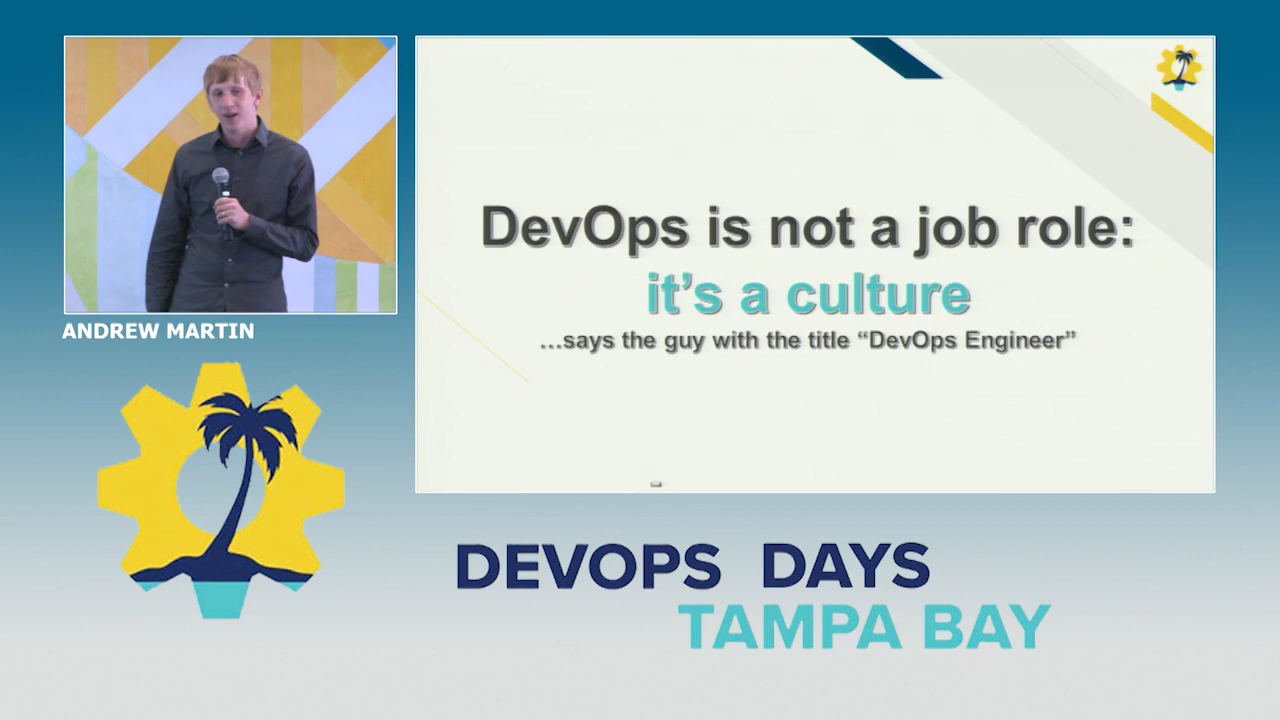 ANDREW MARTIN
DevOps is not a job role:
it’s a culture
…says the guy with the title “DevOps Engineer”
DEVOPS DAYS
TAMPA BAY